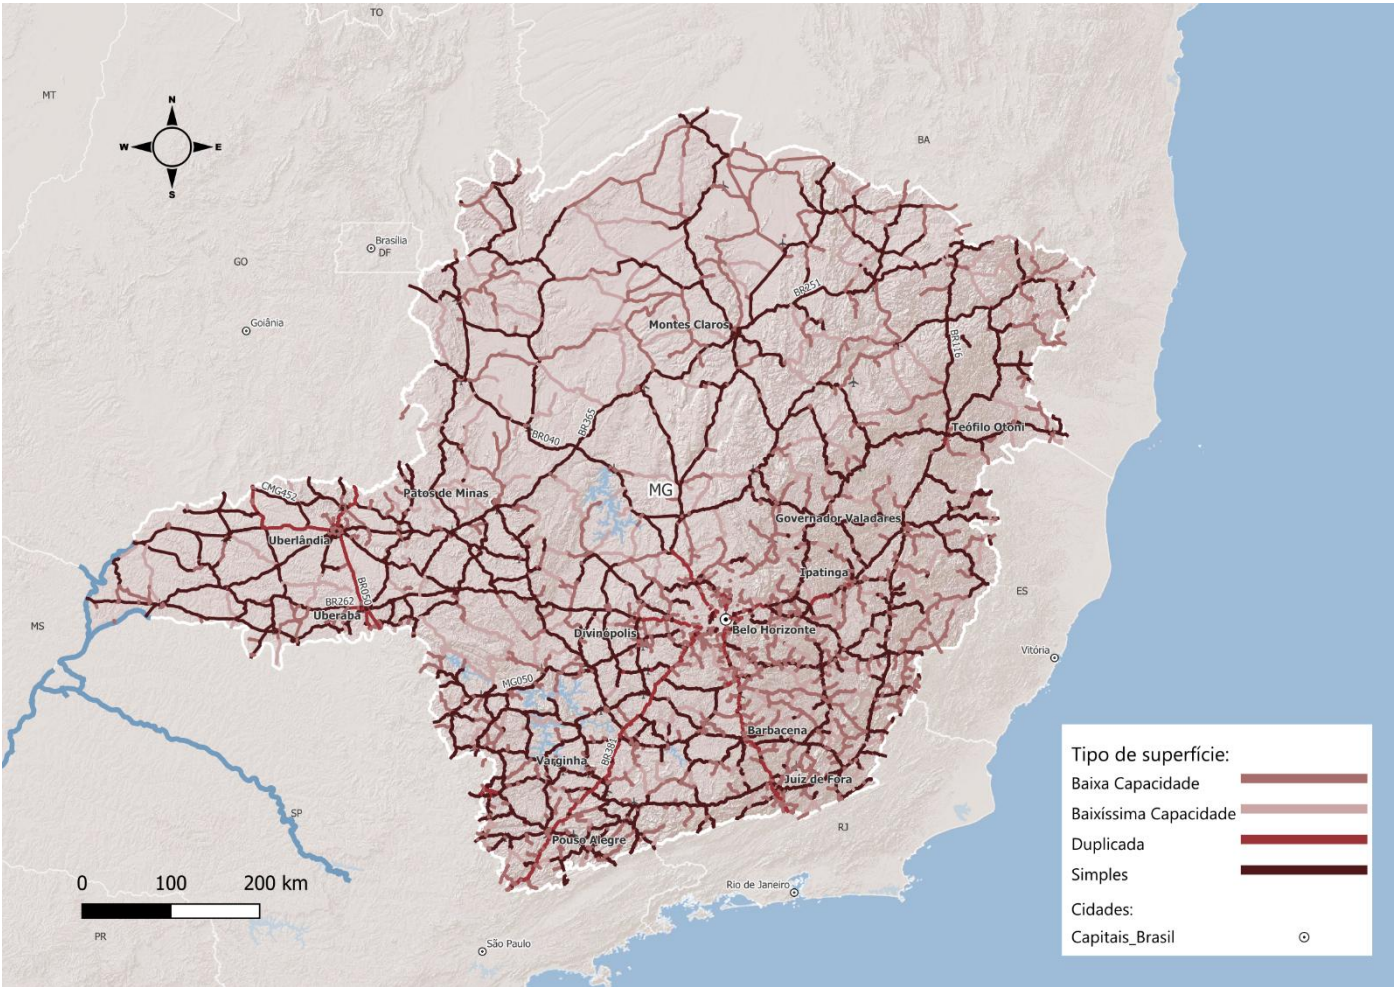 TO
MT
N
W
E
S
BA
Brasília
DF
GO
Goiânia
BR251
Montes Claros
BR116
BR365
BR040
Teófilo Otoni
CMG452
Patos de Minas
MG
Governador Valadares
Uberlândia
Ipatinga
BR050
BR262
Uberaba
ES
MS
Divinópolis
Belo Horizonte
Vitória
MG050
Barbacena
BR381
Varginha
Juiz de Fora
SP
RJ
Pouso Alegre
Rio de Janeiro
0 100 200 km
PR
São Paulo
Tipo de superfície:
Baixa Capacidade
Baixíssima Capacidade
Duplicada
Simples
Cidades:
Capitais_Brasil